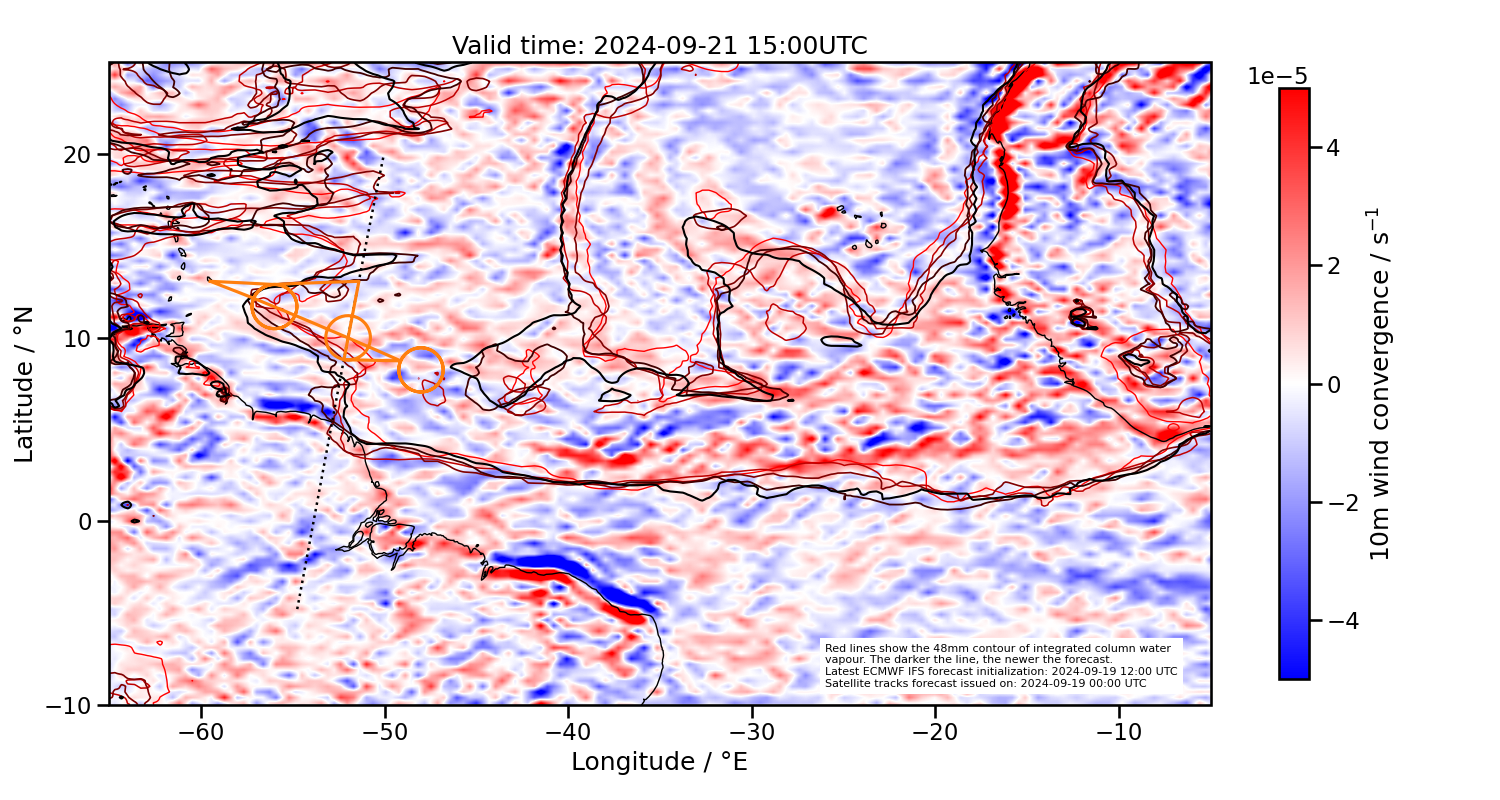 Valid time: 2024-09-21 15:00UTC
1e−5
20
10
0
−10
Latitude / °N
−60
−50
−40
−30
−20
−10
Longitude / °E
4
2
0
−2
−4
10m wind convergence / s⁻¹
Red lines show the 48mm contour of integrated column water
vapour. The darker the line, the newer the forecast.
Latest ECMWF IFS forecast initialization: 2024-09-19 12:00 UTC
Satellite tracks forecast issued on: 2024-09-19 00:00 UTC